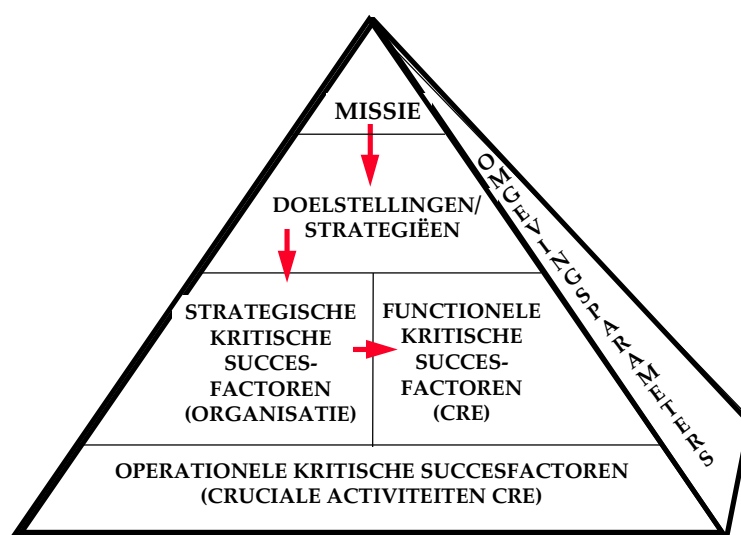 MISSIE
DOELSTELLINGEN/
STRATEGIËEN
STRATEGISCHE
KRITISCHE
SUCCES-
FACTOREN
(ORGANISATIE)
FUNCTIONELE
KRITISCHE
SUCCES-
FACTOREN
(CRE)
OPERATIONELE KRITISCHE SUCCESFACTOREN
(CRUCIALE ACTIVITEITEN CRE)
OMGEVINGSPARAMETERS